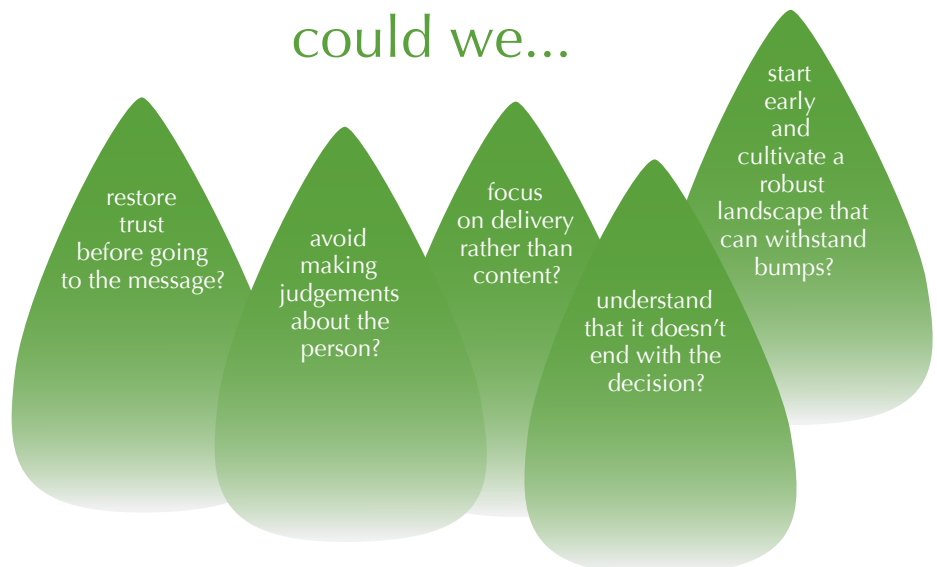 could we...
restore
trust
before going
to the message?
avoid
making
judgements
about the
person?
focus
on delivery
rather than
content?
understand
that it doesn’t
end with the
decision?
start
early
and
cultivate a
robust
landscape that
can withstand
bumps?